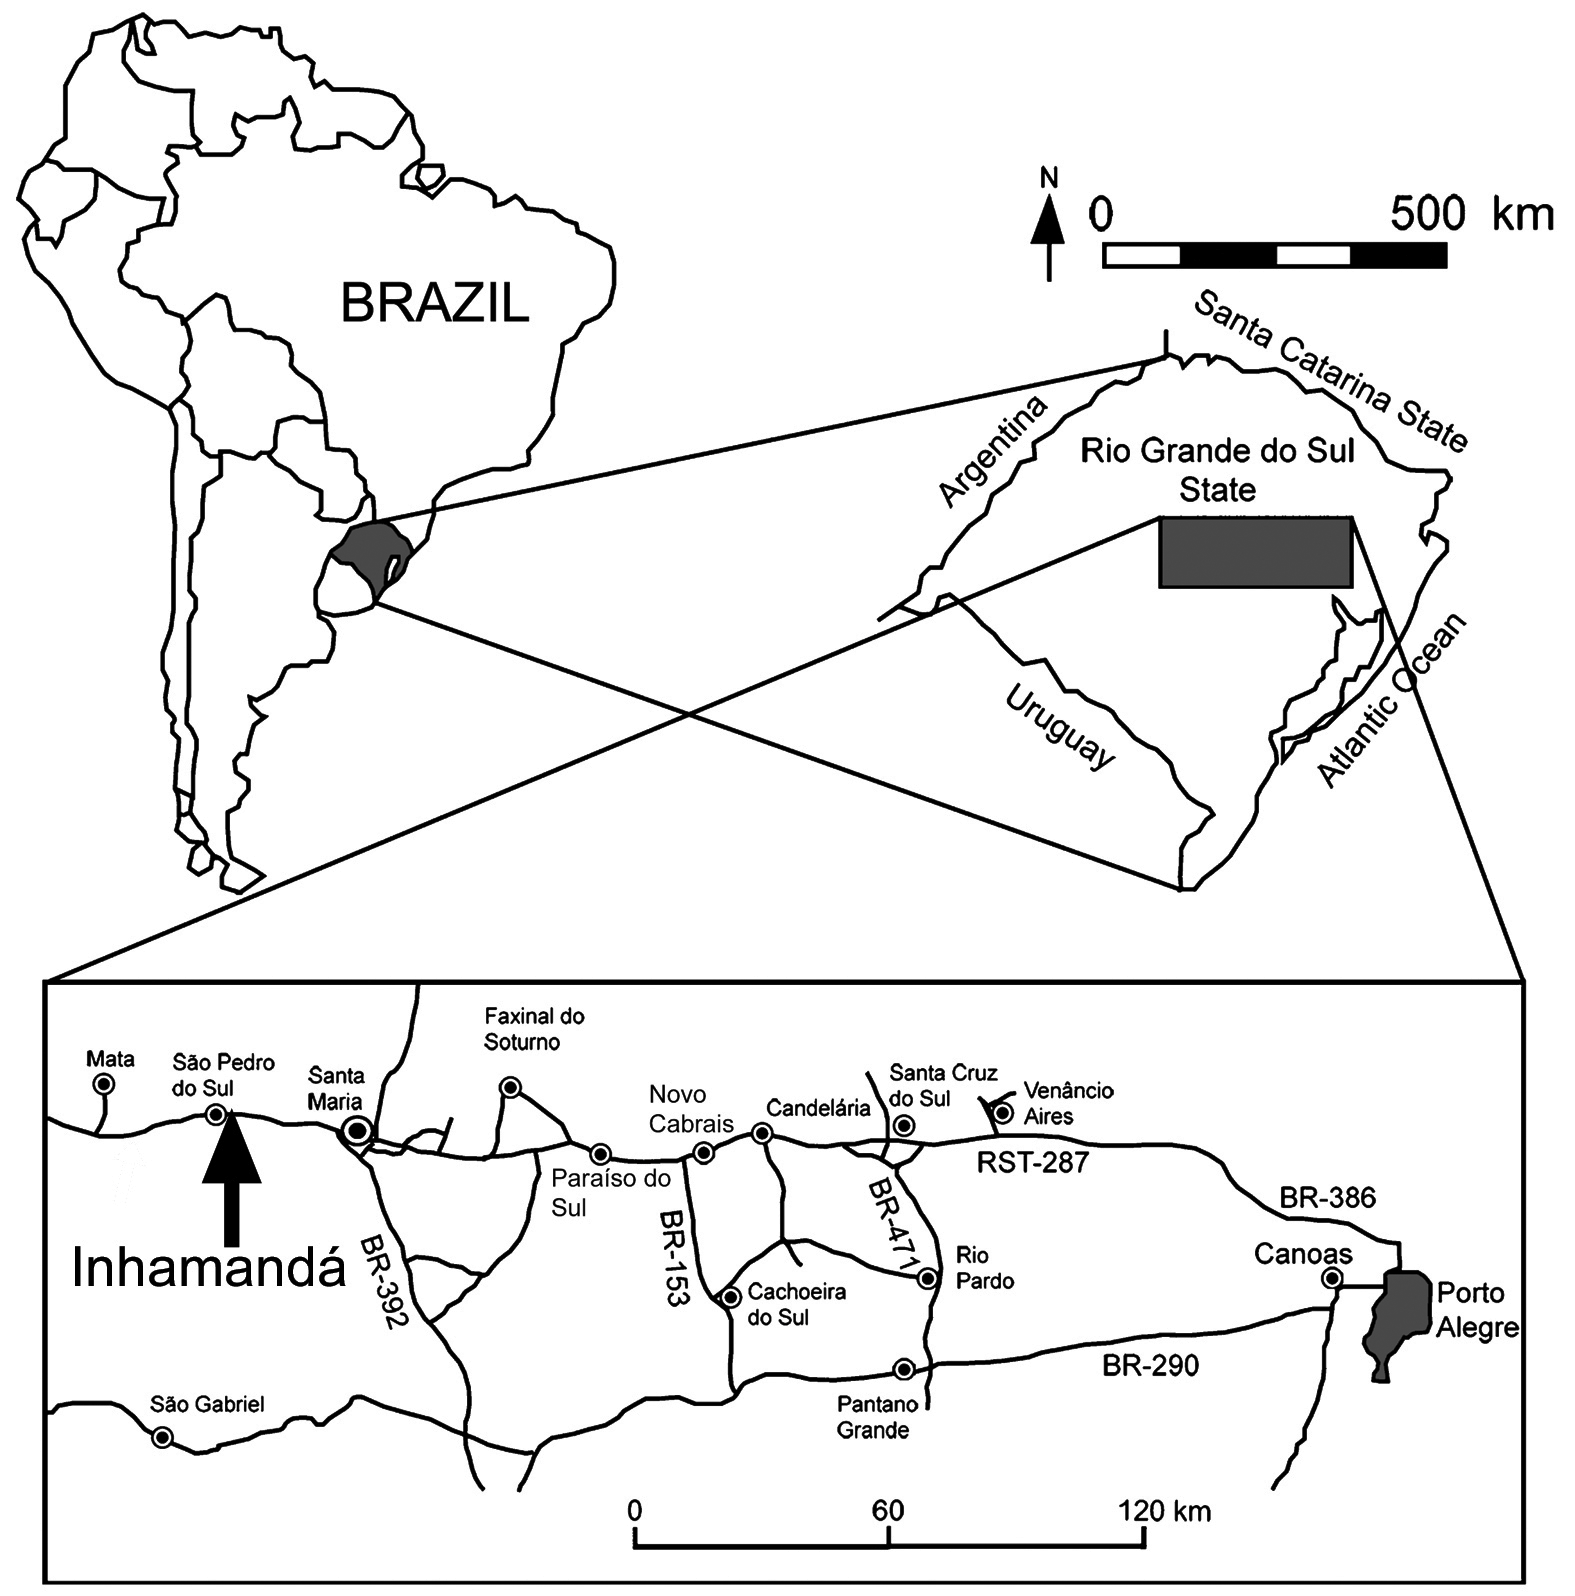 N
0
500 km
BRAZIL
Santa Catarina State
Argentina
Rio Grande do Sul
State
Uruguay
Atlantic Ocean
Faxinal do
Soturno
Mata
São Pedro
do Sul
Santa
Maria
Novo
Cabrais
Candelária
Santa Cruz
do Sul
Venâncio
Aires
Paraíso do
Sul
RST-287
BR-386
BR-471
BR-153
BR-392
Inhamandá
Canoas
Rio
Pardo
Cachoeira
do Sul
Porto
Alegre
BR-290
São Gabriel
Pantano
Grande
0
60
120 km